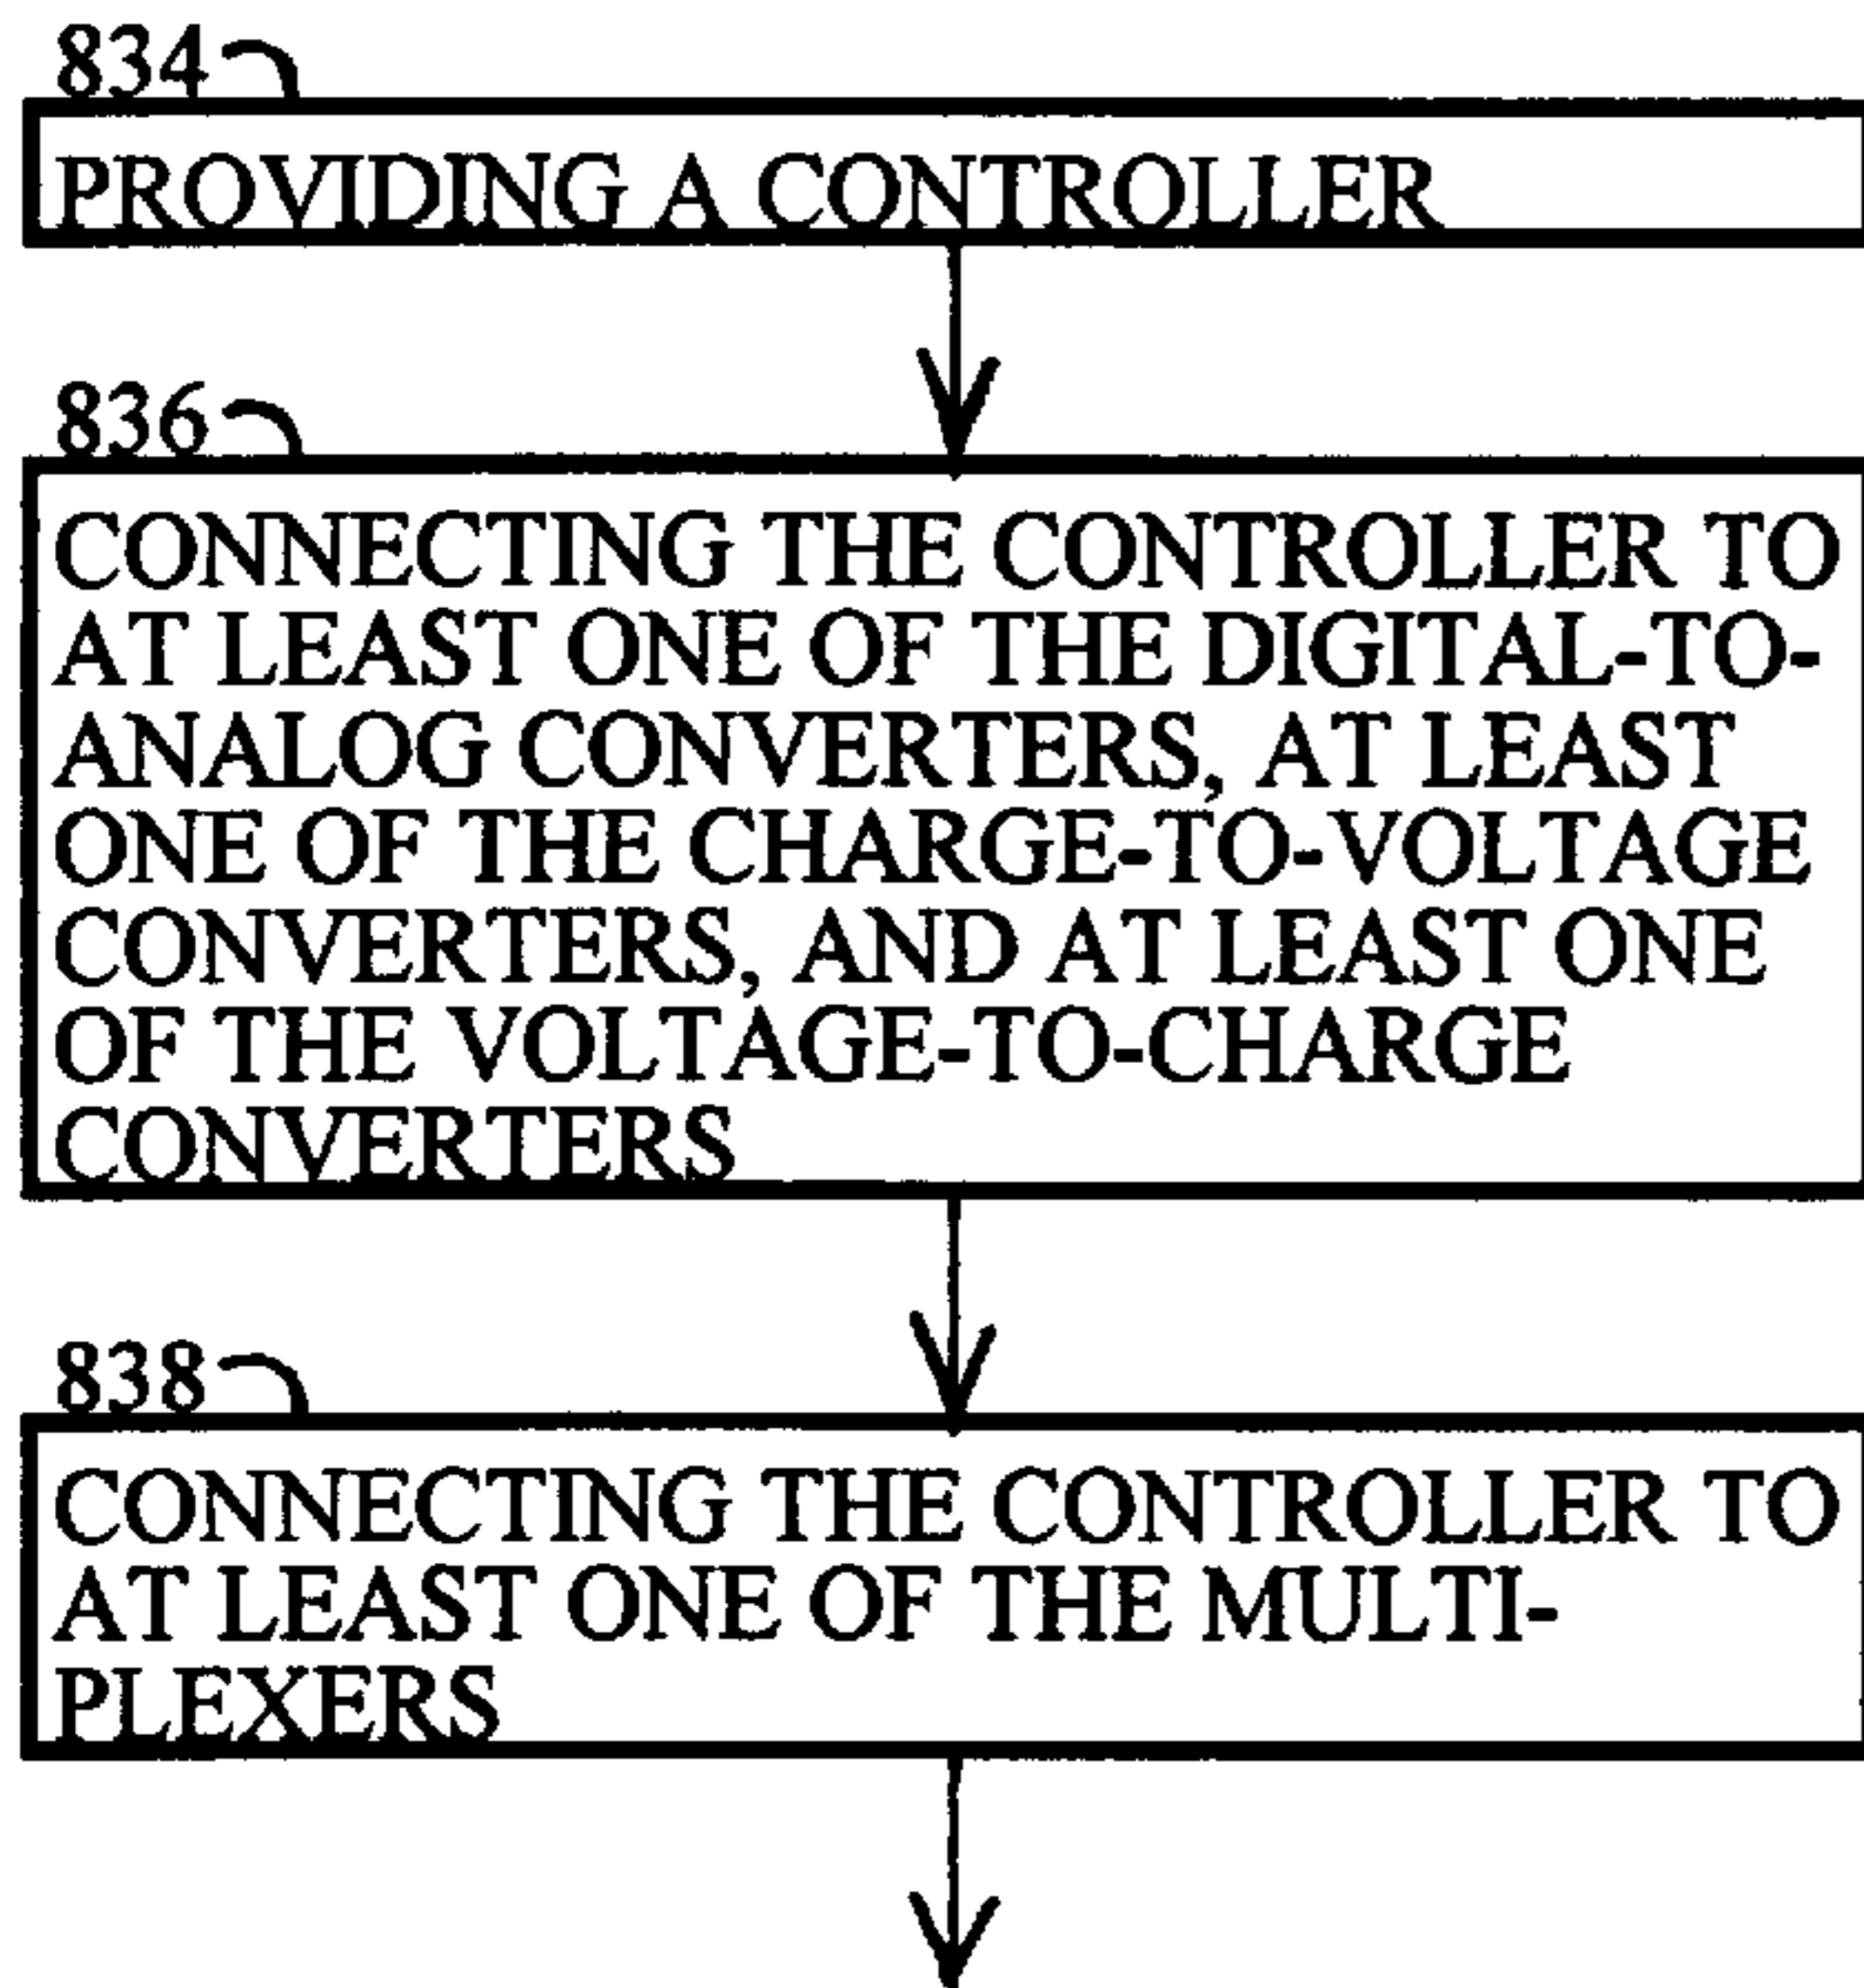 834
PROVIDING A CONTROLLER
836
CONNECTING THE CONTROLLER TO
AT LEAST ONE OF THE DIGITAL-TO-
ANALOG CONVERTERS, AT LEAST
ONE OF THE CHARGE-TO-VOLTAGE
CONVERTERS, AND AT LEAST ONE
OF THE VOLTAGE-TO-CHARGE
CONVERTERS
838
CONNECTING THE CONTROLLER TO
AT LEAST ONE OF THE MULTI-
PLEXERS